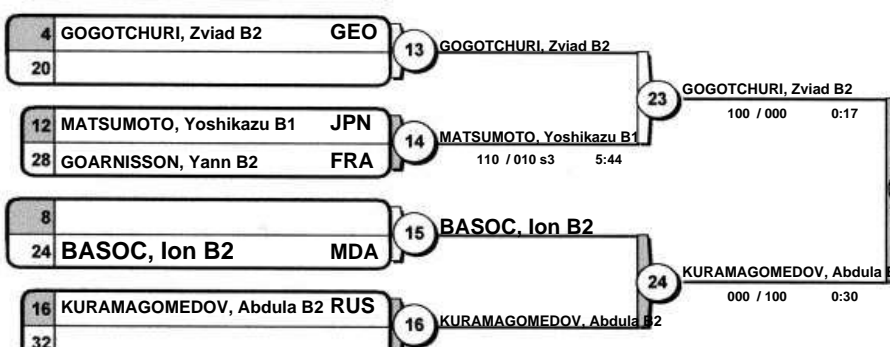 4 GOGOTCHURI, Zviad B2 GEO
20
13 GOGOTCHURI, Zviad B2
23 GOGOTCHURI, Zviad B2
100 / 000 0:17
12 MATSUMOTO, Yoshikazu B1 JPN
28 GOARNISSON, Yann B2 FRA
14 MATSUMOTO, Yoshikazu B1
110 / 010 s3 5:44
8
24 BASOC, Ion B2 MDA
15 BASOC, Ion B2
24 KURAMAGOMEDOV, Abdula
000 / 100 0:30
16 KURAMAGOMEDOV, Abdula B2 RUS
32
16 KURAMAGOMEDOV, Abdula B2